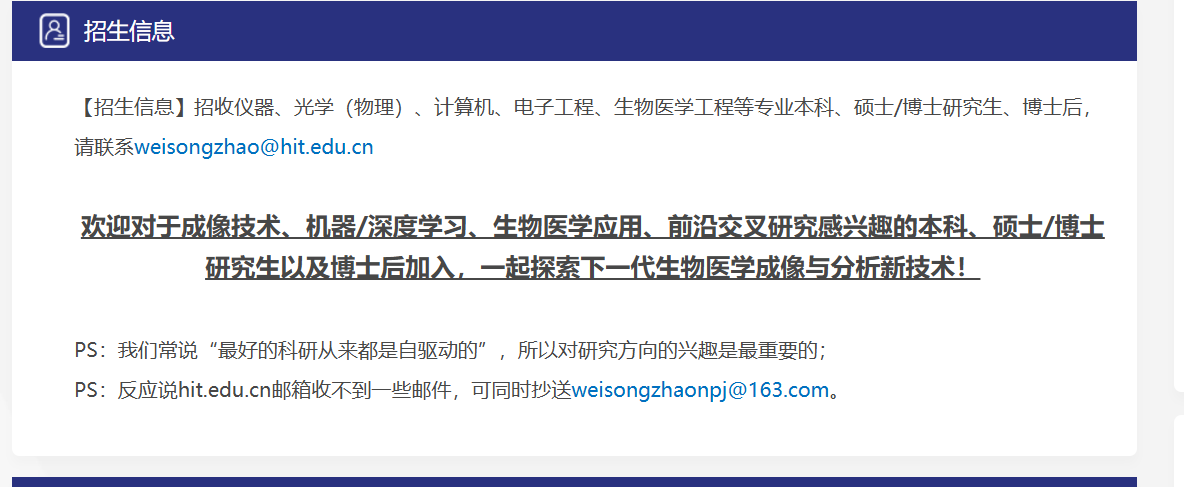 招生信息
【招生信息】招收仪器、光学（物理）、计算机、电子工程、生物医学工程等专业本科、硕士/博士研究生、博士后，
请联系weisongzhao@hit.edu.cn
欢迎对于成像技术、机器/深度学习、生物医学应用、前沿交叉研究感兴趣的本科、硕士/博士
研究生以及博士后加入，一起探索下一代生物医学成像与分析新技术！
PS：我们常说“最好的科研从来都是自驱动的”，所以对研究方向的兴趣是最重要的；
PS：反应说hit.edu.cn邮箱收不到一些邮件，可同时抄送weisongzhaonpj@163.com。